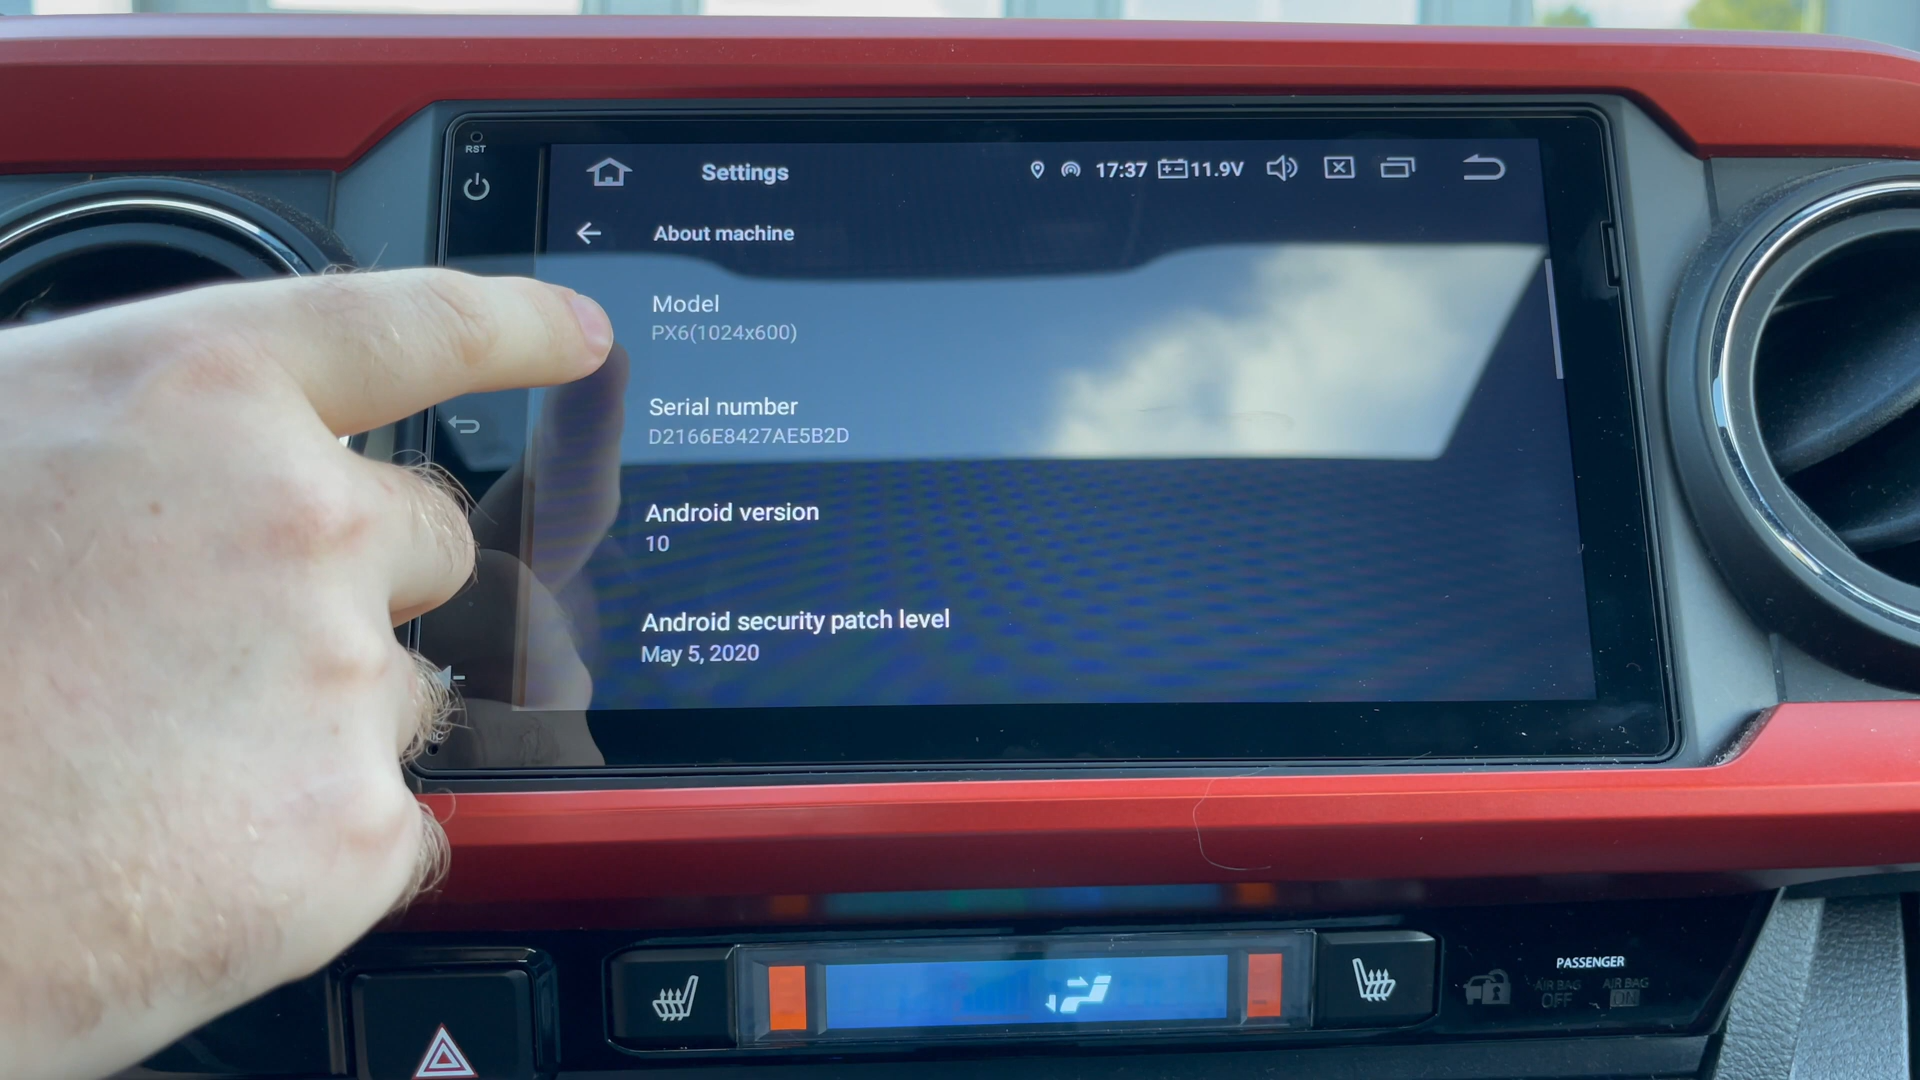 RST
Settings
17:37
11.9V
About machine
Model
PX6(1024x600)
Serial number
D2166E8427AE5B2D
Android version
10
Android security patch level
May 5, 2020
PASSENGER
AIR BAG
OFF
AIR BAG
ON